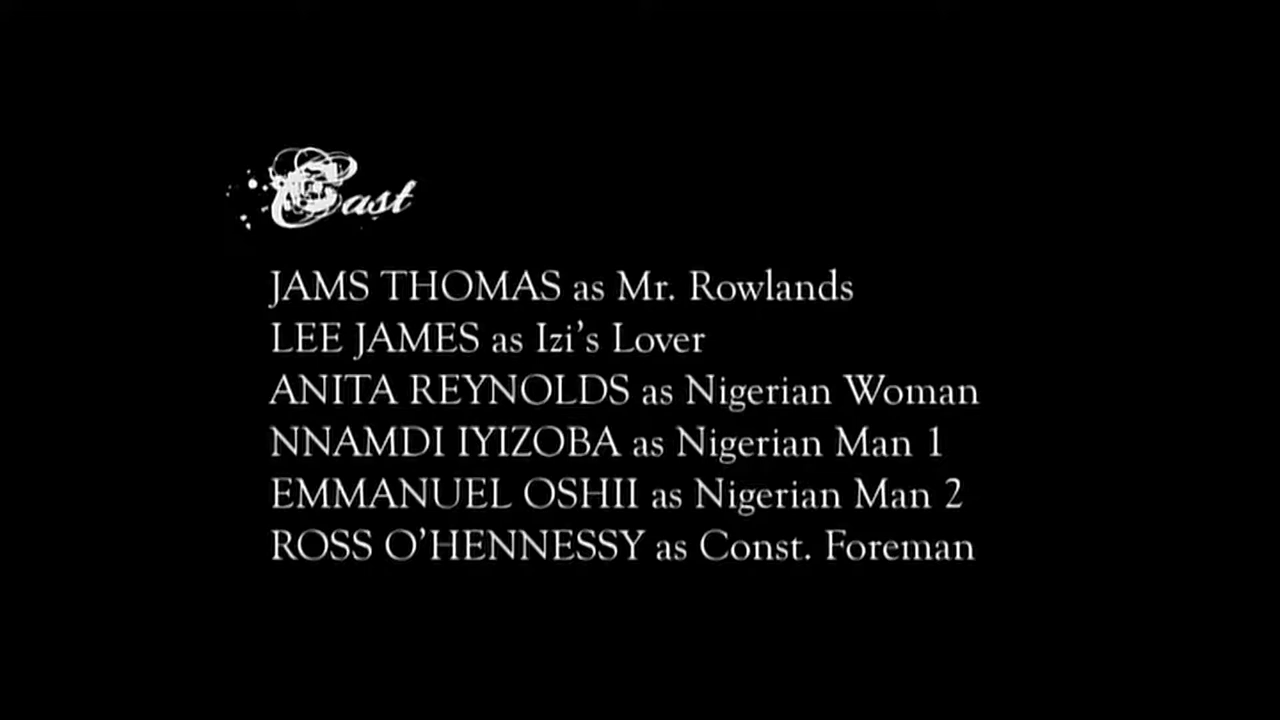 Cast
JAMS THOMAS as Mr. Rowlands
LEE JAMES as Izi's Lover
ANITA REYNOLDS as Nigerian Woman
NNAMDI IYIZOBA as Nigerian Man 1
EMMANUEL OSHII as Nigerian Man 2
ROSS O'HENNESSY as Const. Foreman